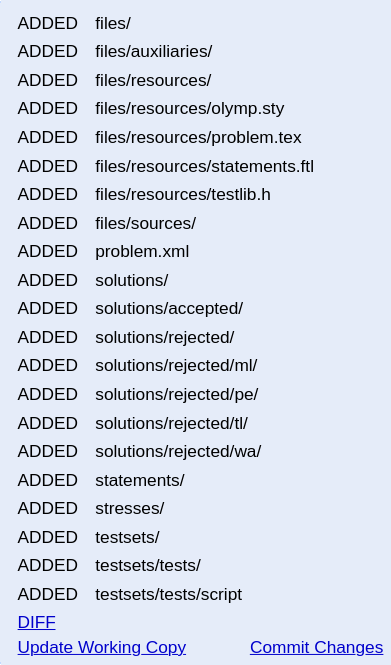 ADDED files/
ADDED files/auxiliaries/
ADDED files/resources/
ADDED files/resources/olymp.sty
ADDED files/resources/problem.tex
ADDED files/resources/statements.ftl
ADDED files/resources/testlib.h
ADDED files/sources/
ADDED problem.xml
ADDED solutions/
ADDED solutions/accepted/
ADDED solutions/rejected/
ADDED solutions/rejected/ml/
ADDED solutions/rejected/pe/
ADDED solutions/rejected/tl/
ADDED solutions/rejected/wa/
ADDED statements/
ADDED stresses/
ADDED testsets/
ADDED testsets/tests/
ADDED testsets/tests/script
DIFF
Update Working Copy Commit Changes